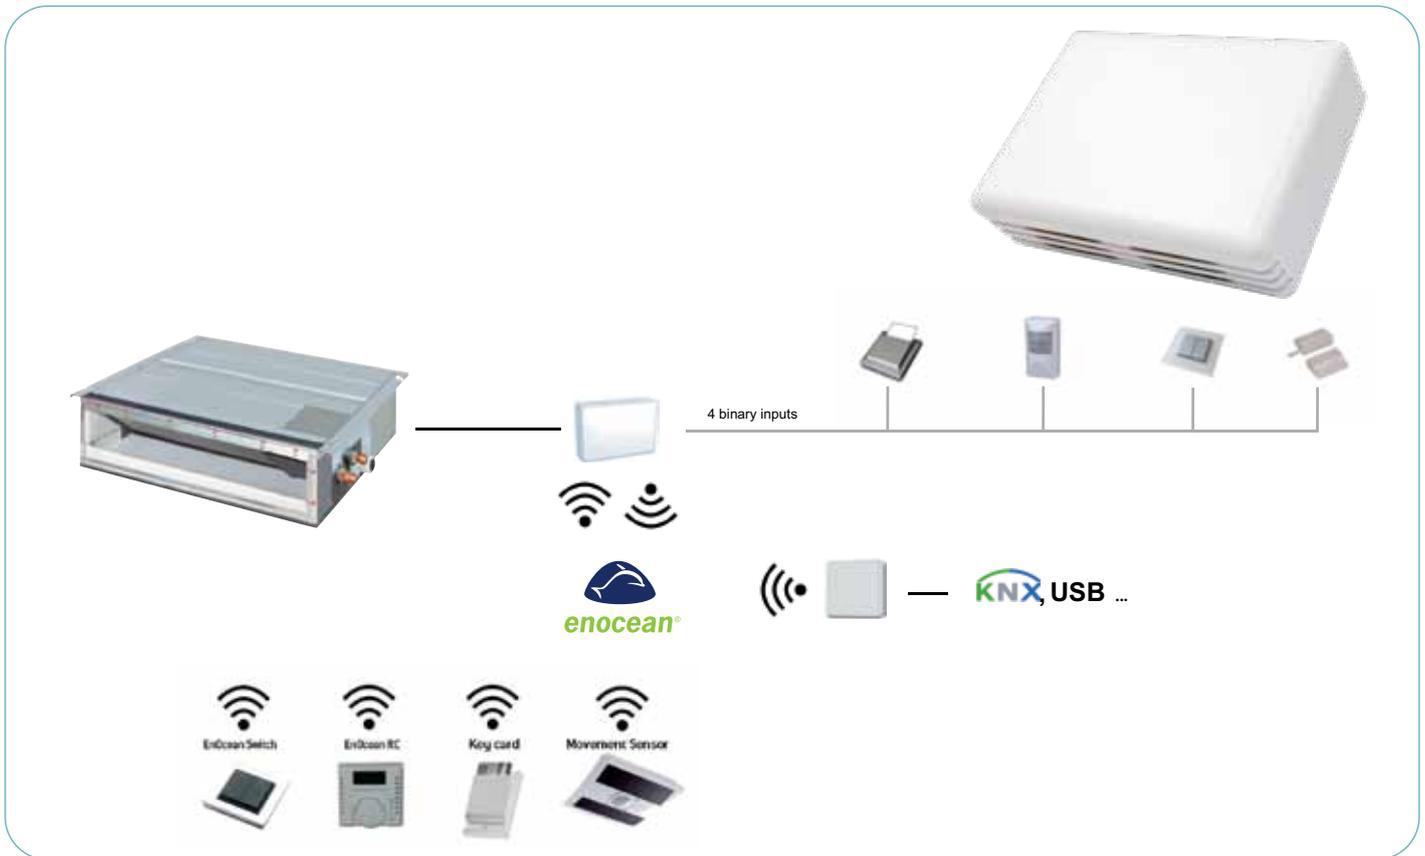 4 binary inputs
enocean®
KNX, USB ...
EnOcean Switch
EnOcean RC
Key card
Movement Sensor